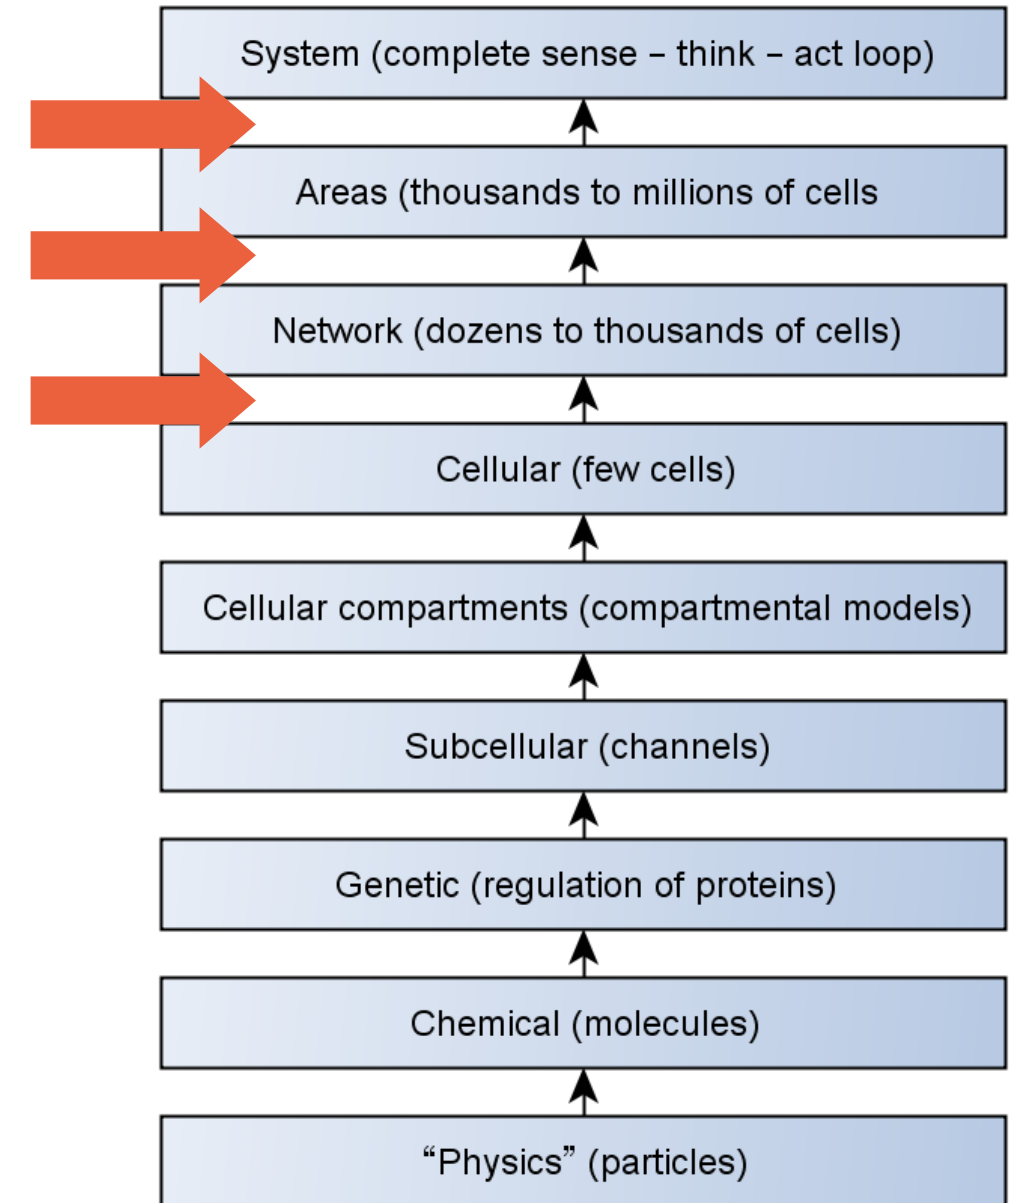 System (complete sense – think – act loop)
Areas (thousands to millions of cells
Network (dozens to thousands of cells)
Cellular (few cells)
Cellular compartments (compartmental models)
Subcellular (channels)
Genetic (regulation of proteins)
Chemical (molecules)
“Physics” (particles)